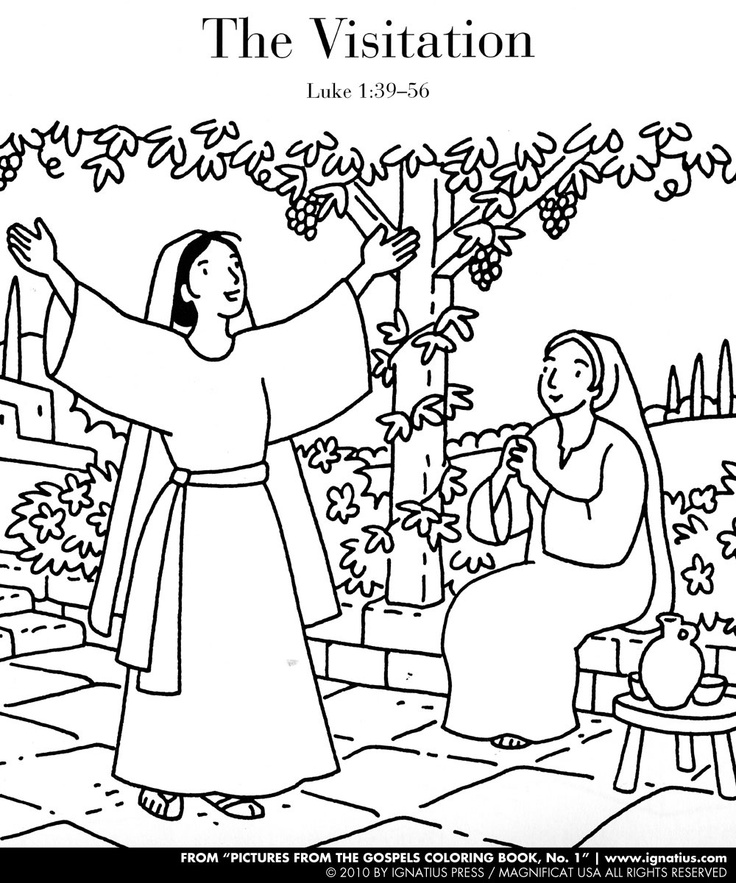 The Visitation
Luke 1:39–56
FROM "PICTURES FROM THE GOSPELS COLORING BOOK, No. 1" | www.ignatius.com
© 2010 BY IGNATIUS PRESS / MAGNIFICAT USA ALL RIGHTS RESERVED